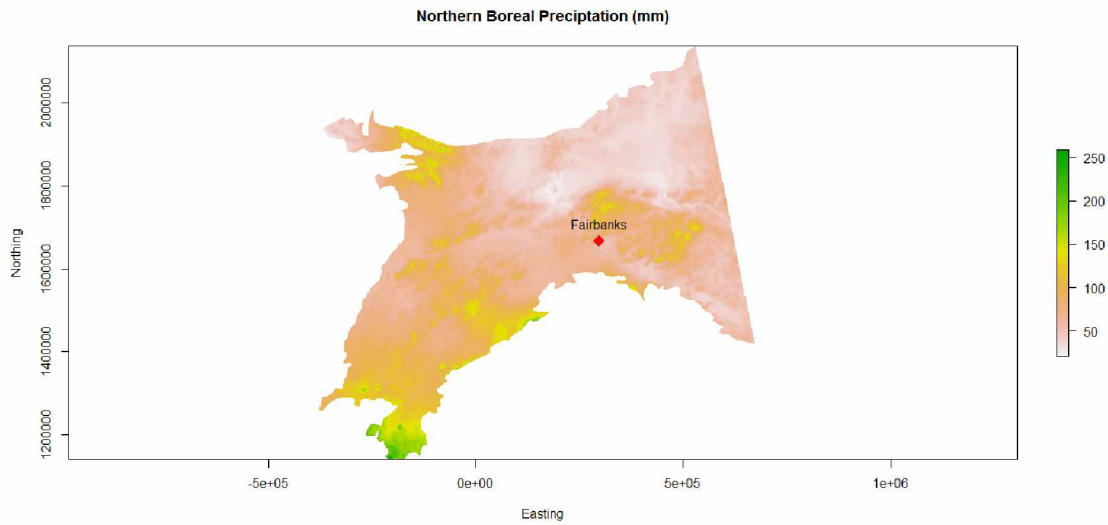 Northern Boreal Preciptation (mm)
2000000
1800000
1600000
1400000
1200000
Northing
Fairbanks
250
200
150
100
50
-5e+05
0e+00
5e+05
1e+06
Easting